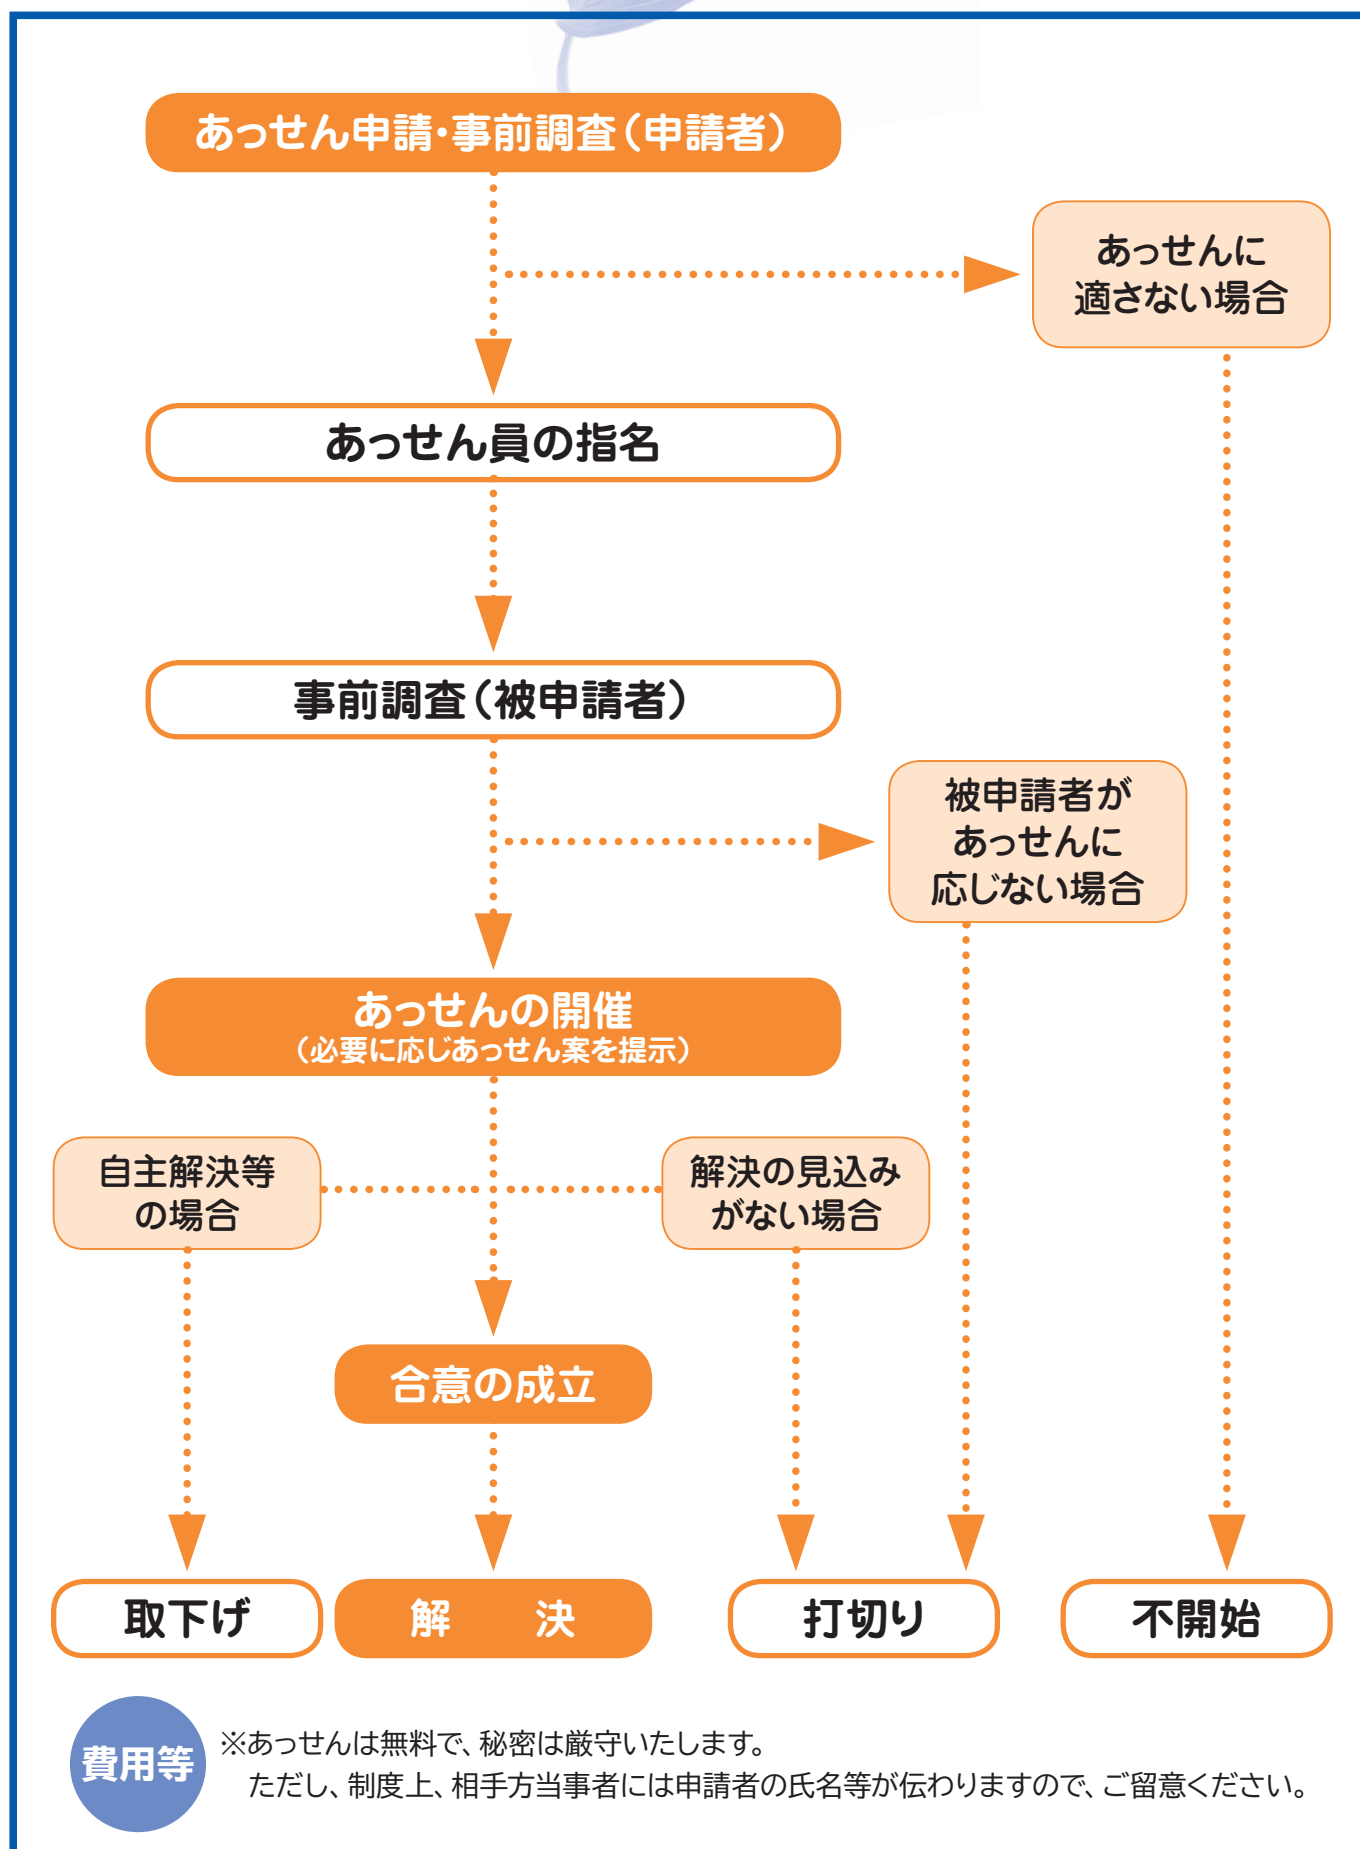 あっせん申請・事前調査（申請者）
あっせんに
適さない場合
あっせん員の指名
事前調査（被申請者）
被申請者が
あっせんに
応じない場合
あっせんの開催
（必要に応じあっせん案を提示）
自主解決等
の場合
解決の見込み
がない場合
合意の成立
取下げ
解　決
打切り
不開始
費用等
※あっせんは無料で、秘密は厳守いたします。
ただし、制度上、相手方当事者には申請者の氏名等が伝わりますので、ご留意ください。